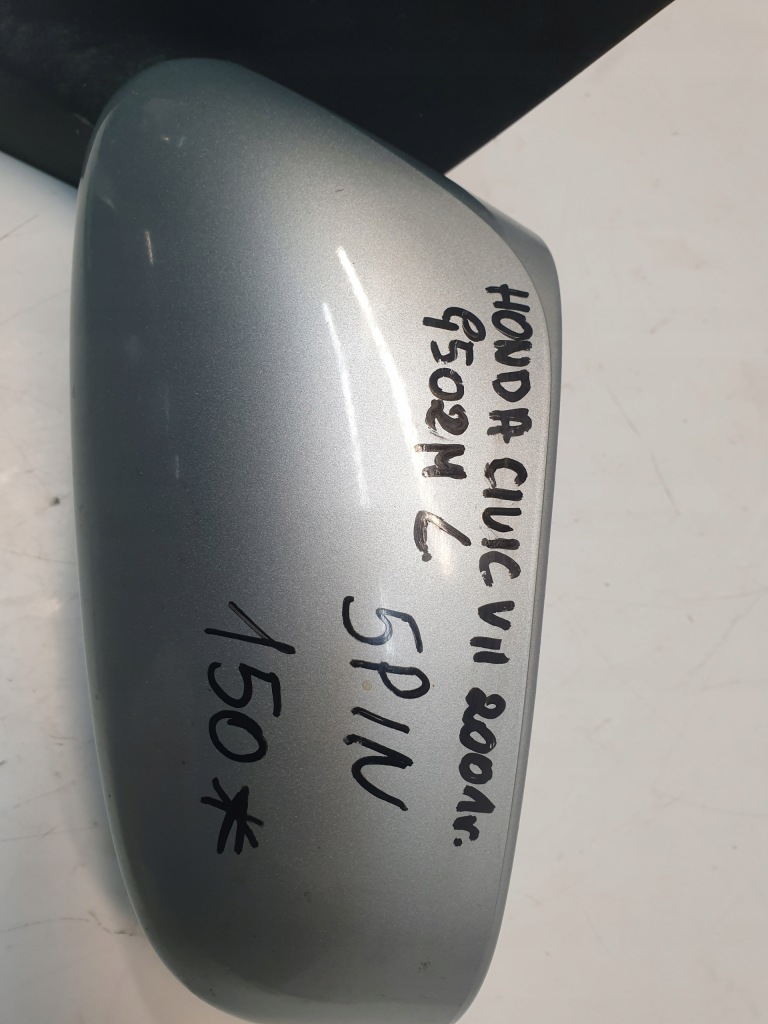 HONDA CIVIC VII 2001r.
9502M L.
5PIN
150*